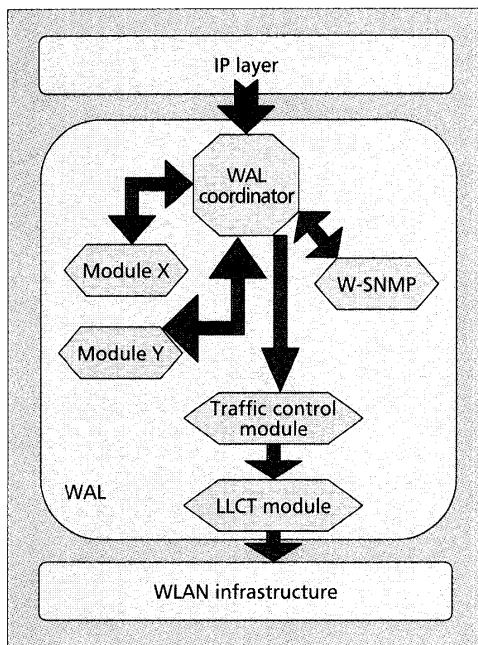 IP layer
WAL
coordinator
Module X
W-SNMP
Module Y
Traffic control
module
WAL
LLCT module
WLAN infrastructure